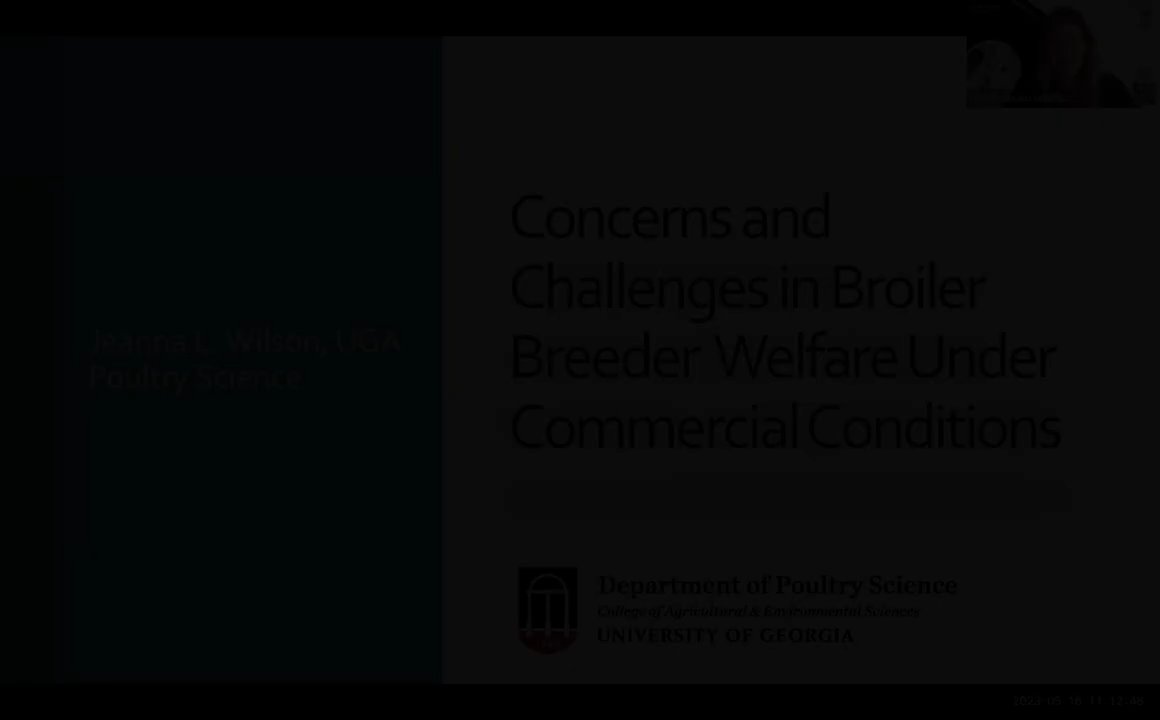 Concerns and
Challenges in Broiler
Breeder Welfare Under
Commercial Conditions
Jeanna L. Wilson, UGA
Poultry Science
Department of Poultry Science
College of Agricultural & Environmental Sciences
UNIVERSITY OF GEORGIA